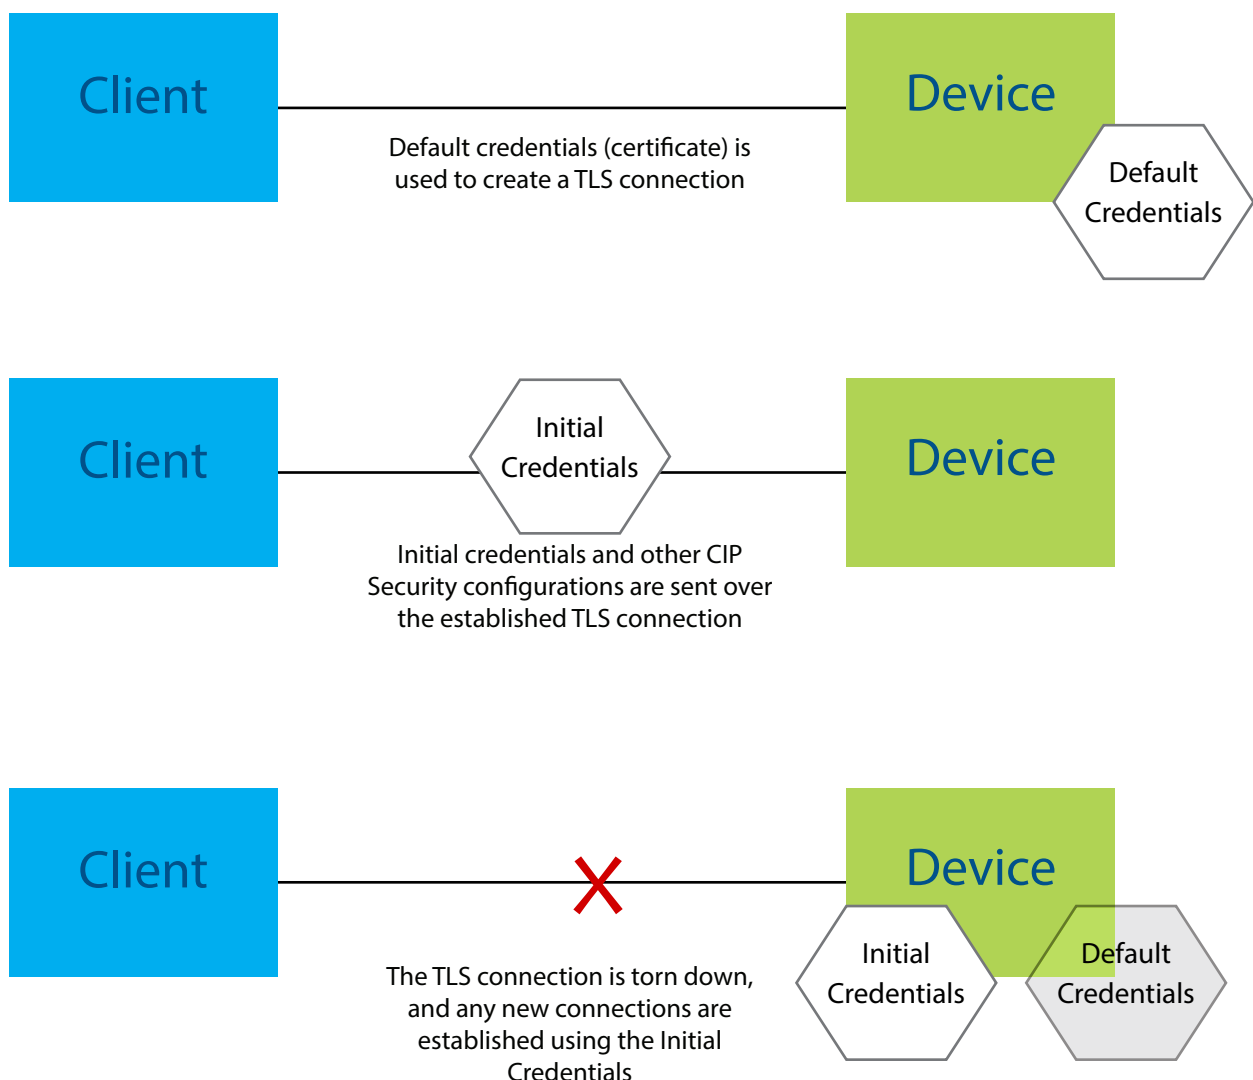 Client
Device
Default credentials (certificate) is
used to create a TLS connection
Default
Credentials
Client
Initial
Credentials
Device
Initial credentials and other CIP
Security configurations are sent over
the established TLS connection
Client
Device
Initial
Credentials
Default
Credentials
The TLS connection is torn down,
and any new connections are
established using the Initial
Credentials